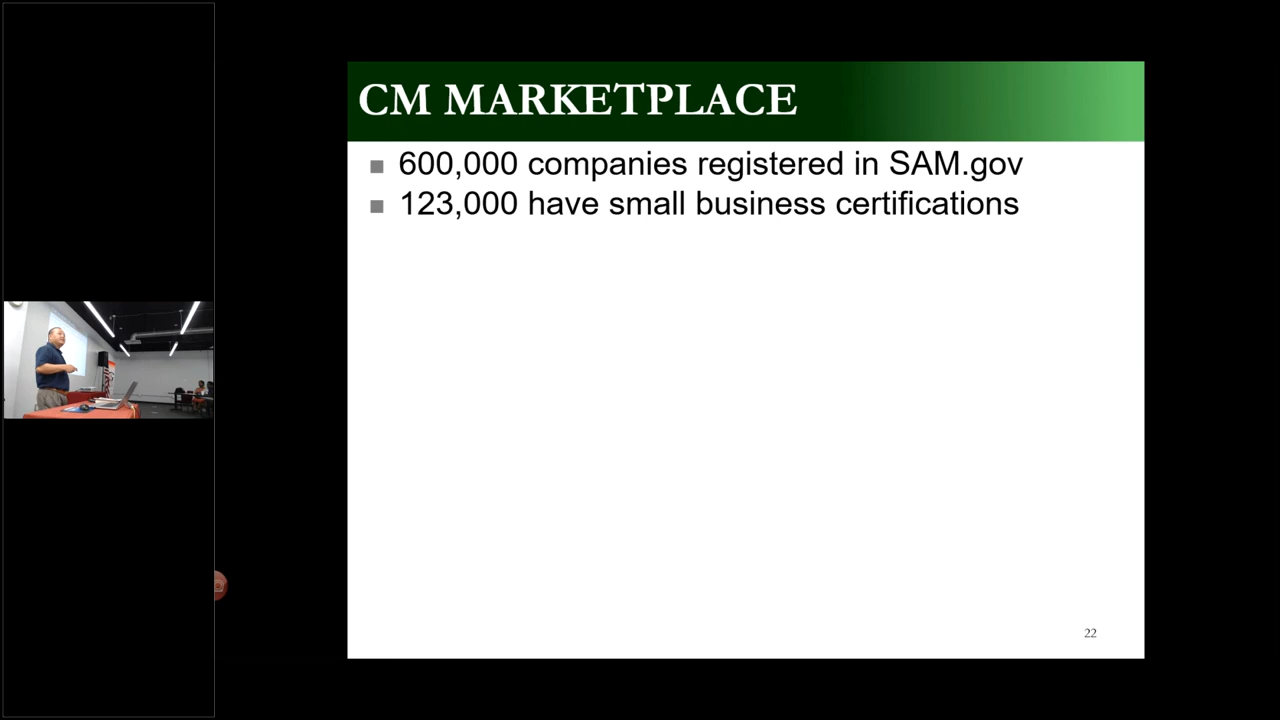 CM MARKETPLACE
600,000 companies registered in SAM.gov
123,000 have small business certifications
22